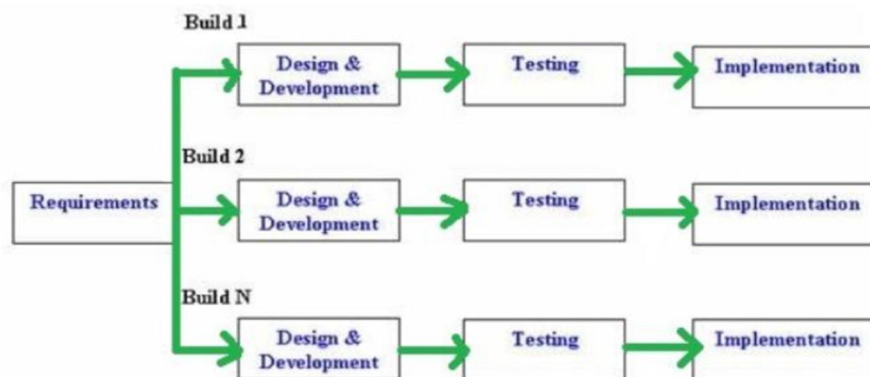 Build 1
Design &
Development
Testing
Implementation
Build 2
Requirements
Design &
Development
Testing
Implementation
Build N
Design &
Development
Testing
Implementation